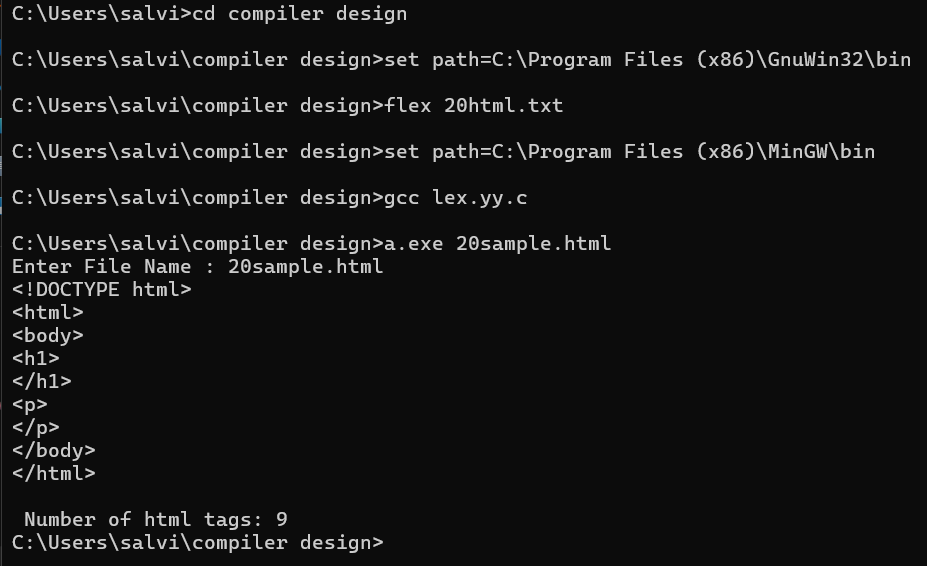 C:\Users\salvi>cd compiler design
C:\Users\salvi\compiler design>set path=C:\Program Files (x86)\GnuWin32\bin
C:\Users\salvi\compiler design>flex 20html.txt
C:\Users\salvi\compiler design>set path=C:\Program Files (x86)\MinGW\bin
C:\Users\salvi\compiler design>gcc lex.yy.c
C:\Users\salvi\compiler design>a.exe 20sample.html
Enter File Name : 20sample.html
<!DOCTYPE html>
<html>
<body>
<h1>
</h1>
<p>
</p>
</body>
</html>
Number of html tags: 9
C:\Users\salvi\compiler design>